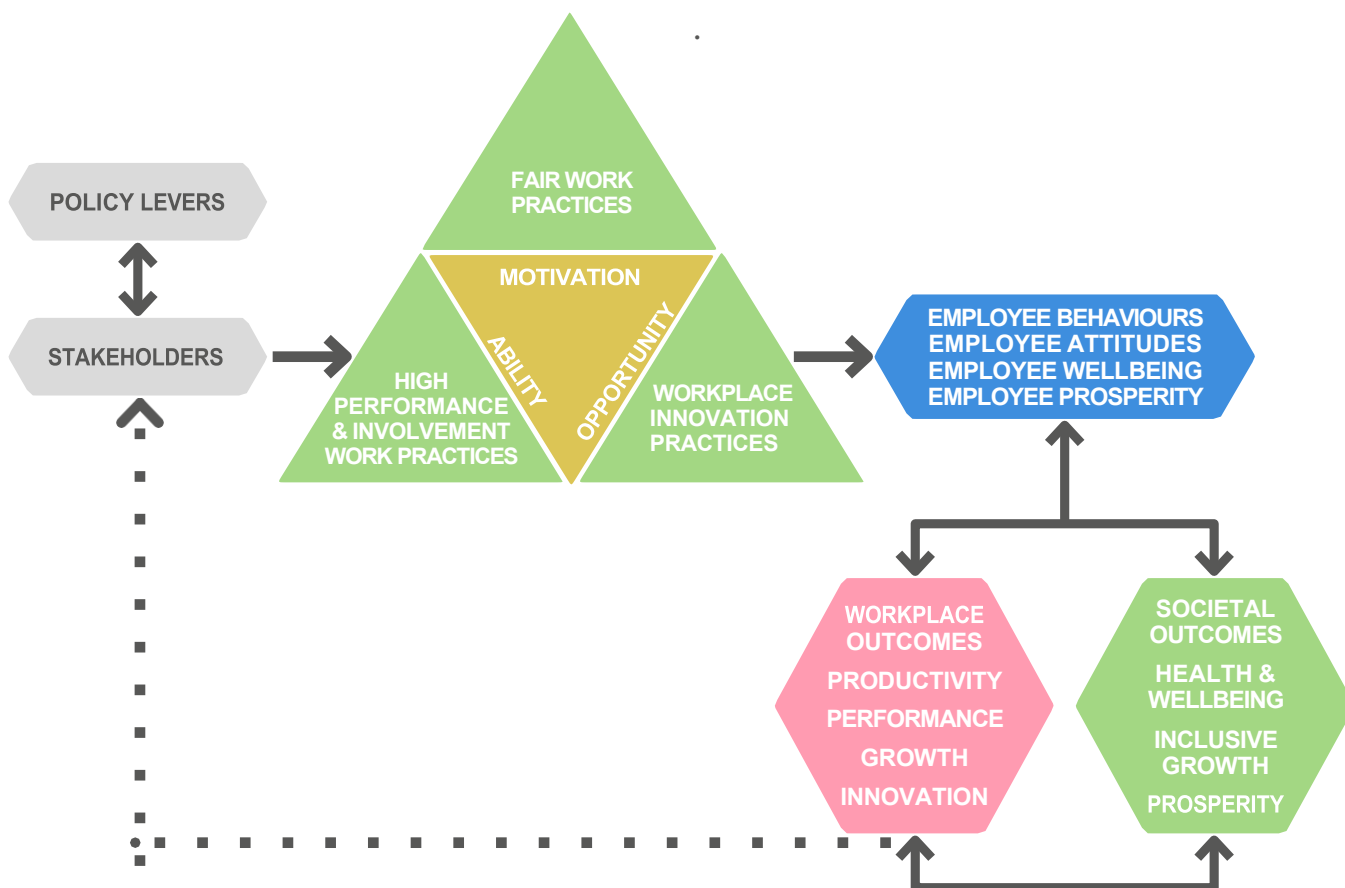 POLICY LEVERS
STAKEHOLDERS
FAIR WORK
PRACTICES
MOTIVATION
ABILITY
OPPORTUNITY
HIGH
PERFORMANCE
& INVOLVEMENT
WORK PRACTICES
WORKPLACE
INNOVATION
PRACTICES
EMPLOYEE BEHAVIOURS
EMPLOYEE ATTITUDES
EMPLOYEE WELLBEING
EMPLOYEE PROSPERITY
WORKPLACE
OUTCOMES
PRODUCTIVITY
PERFORMANCE
GROWTH
INNOVATION
SOCIETAL
OUTCOMES
HEALTH &
WELLBEING
INCLUSIVE
GROWTH
PROSPERITY